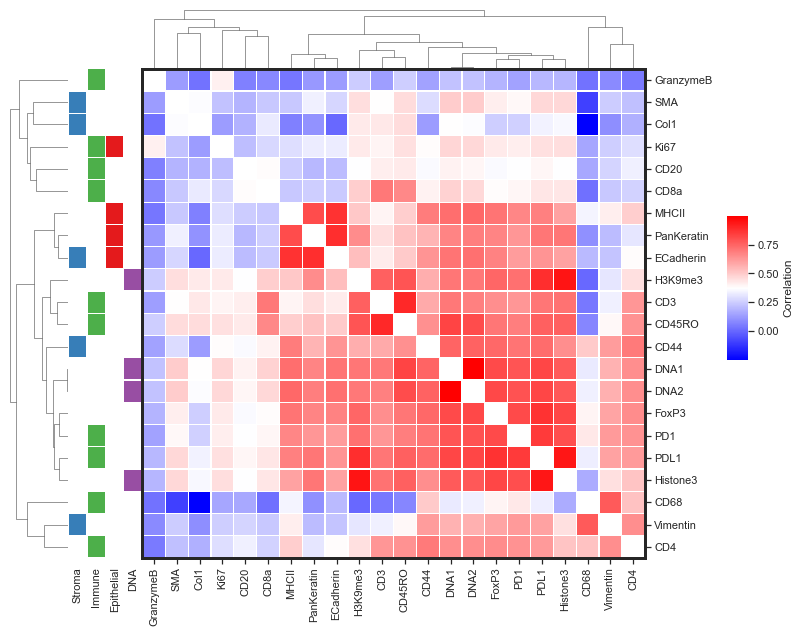 GranzymeB
SMA
Col1
Ki67
CD20
CD8a
MHCII
PanKeratin
ECadherin
H3K9me3
CD3
CD45RO
CD44
DNA1
DNA2
FoxP3
PD1
PDL1
Histone3
CD68
Vimentin
CD4
0.75
0.50
0.25
0.00
Correlation
Stroma
Immune
Epithelial
DNA
GranzymeB
SMA
Col1
Ki67
CD20
CD8a
MHCII
PanKeratin
ECadherin
H3K9me3
CD3
CD45RO
CD44
DNA1
DNA2
FoxP3
PD1
PDL1
Histone3
CD68
Vimentin
CD4